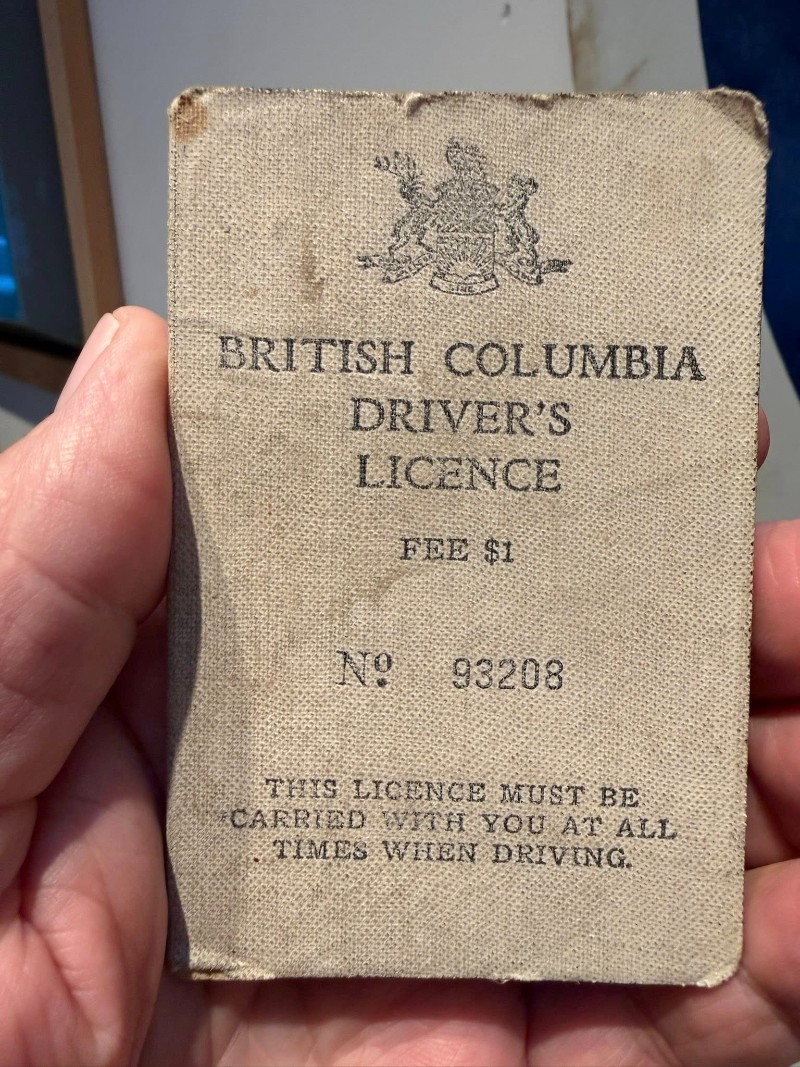 BRITISH COLUMBIA
DRIVER'S
LICENCE
FEE $1
Nº 93208
THIS LICENCE MUST BE
CARRIED WITH YOU AT ALL
TIMES WHEN DRIVING.